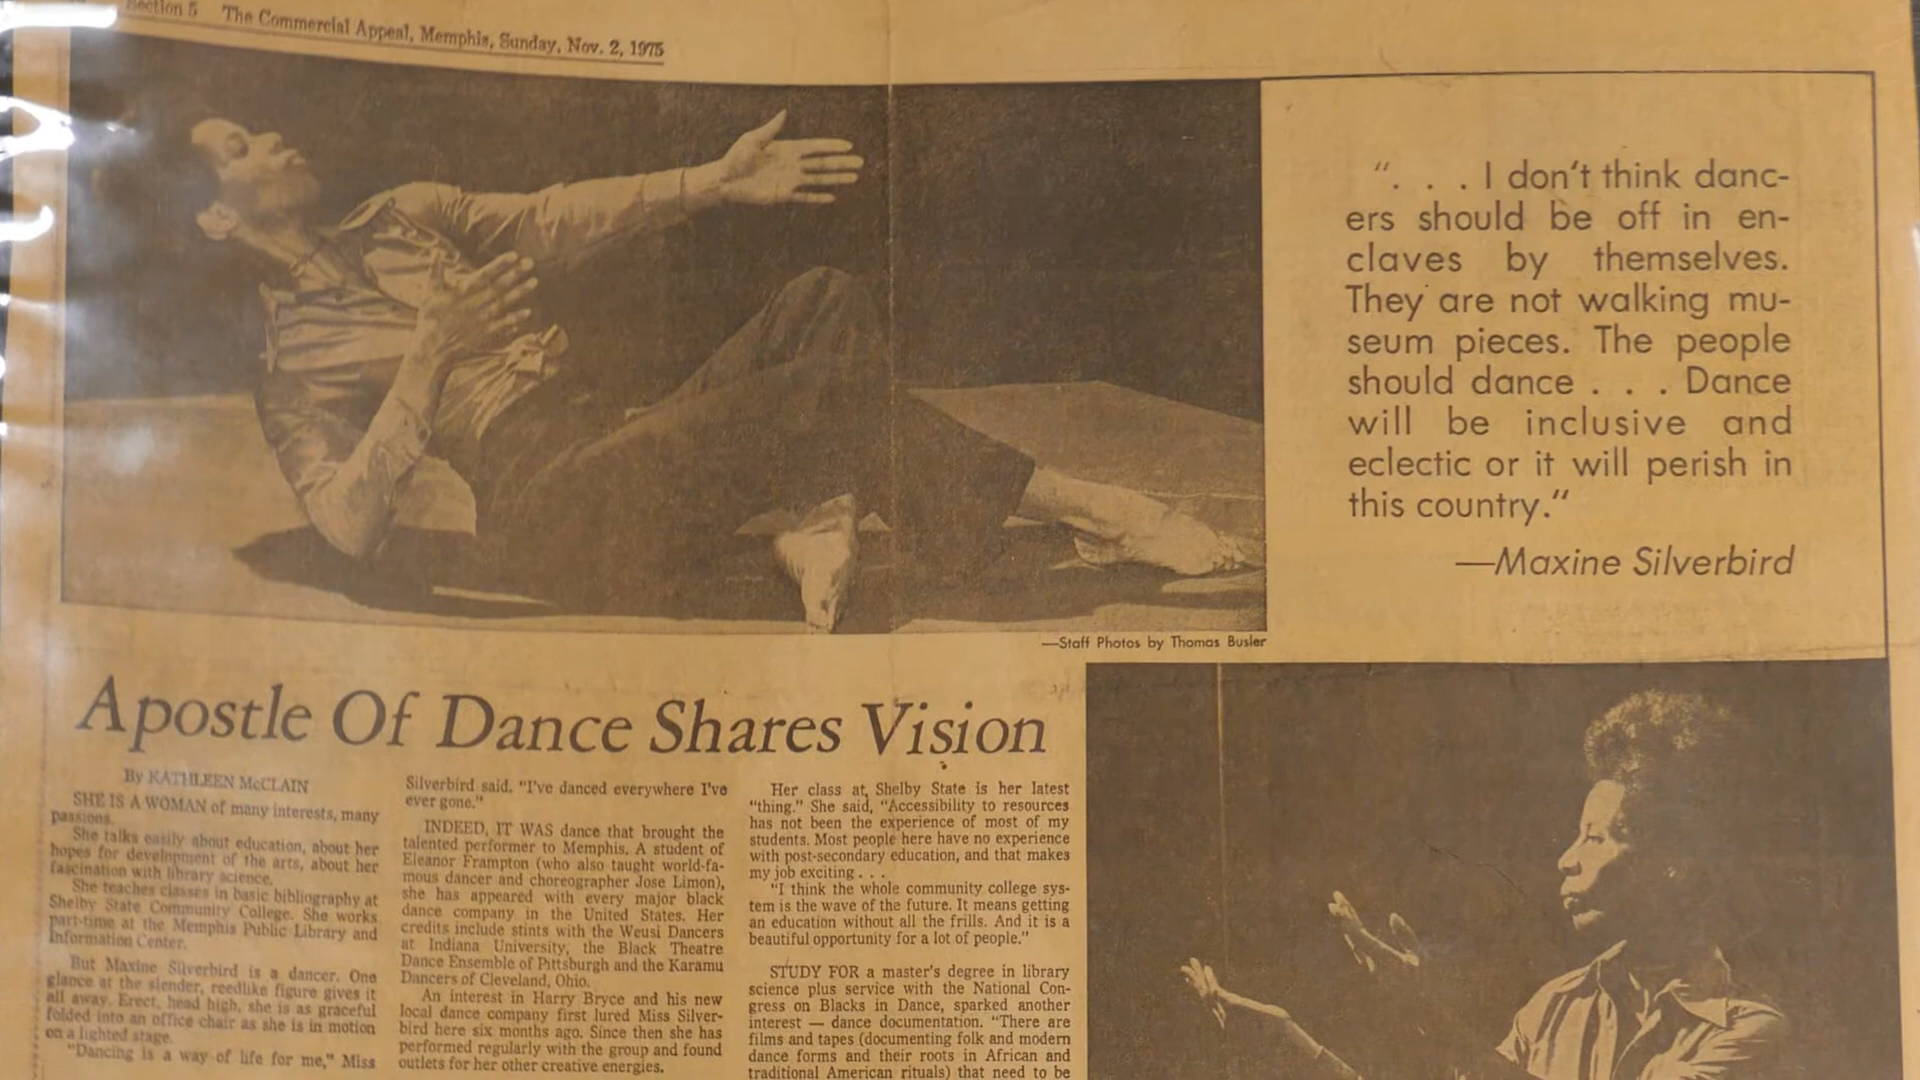 Section 5 The Commercial Appeal, Memphis, Sunday, Nov. 2, 1975
“. . . I don’t think danc-
ers should be off in en-
claves by themselves.
They are not walking mu-
seum pieces. The people
should dance . . . Dance
will be inclusive and
eclectic or it will perish in
this country.“
—Maxine Silverbird
—Staff Photos by Thomas Busler
Apostle Of Dance Shares Vision
By KATHLEEN McCLAIN
SHE IS A WOMAN of many interests, many
passions.
She talks easily about education, about her
hopes for development of the arts, about her
fascination with library science.
She teaches classes in basic bibliography at
Shelby State Community College. She works
part-time at the Memphis Public Library and
Information Center.
But Maxine Silverbird is a dancer. One
glance at the slender, reedlike figure gives it
all away. Erect, head high, she is as graceful
folded into an office chair as she is in motion
on a lighted stage.
"Dancing is a way of life for me," Miss
Silverbird said. "I've danced everywhere I've
ever gone."
INDEED, IT WAS dance that brought the
talented performer to Memphis. A student of
Eleanor Frampton (who also taught world-fa-
mous dancer and choreographer Jose Limon),
she has appeared with every major black
dance company in the United States. Her
credits include stints with the Weusi Dancers
at Indiana University, the Black Theatre
Dance Ensemble of Pittsburgh and the Karamu
Dancers of Cleveland, Ohio.
An interest in Harry Bryce and his new
local dance company first lured Miss Silver-
bird here six months ago. Since then she has
performed regularly with the group and found
outlets for her other creative energies.
Her class at Shelby State is her latest
"thing." She said, "Accessibility to resources
has not been the experience of most of my
students. Most people here have no experience
with post-secondary education, and that makes
my job exciting . . .
"I think the whole community college sys-
tem is the wave of the future. It means getting
an education without all the frills. And it is a
beautiful opportunity for a lot of people."
STUDY FOR a master's degree in library
science plus service with the National Con-
gress on Blacks in Dance, sparked another
interest — dance documentation. "There are
films and tapes (documenting folk and modern
dance forms and their roots in African and
traditional American rituals) that need to be